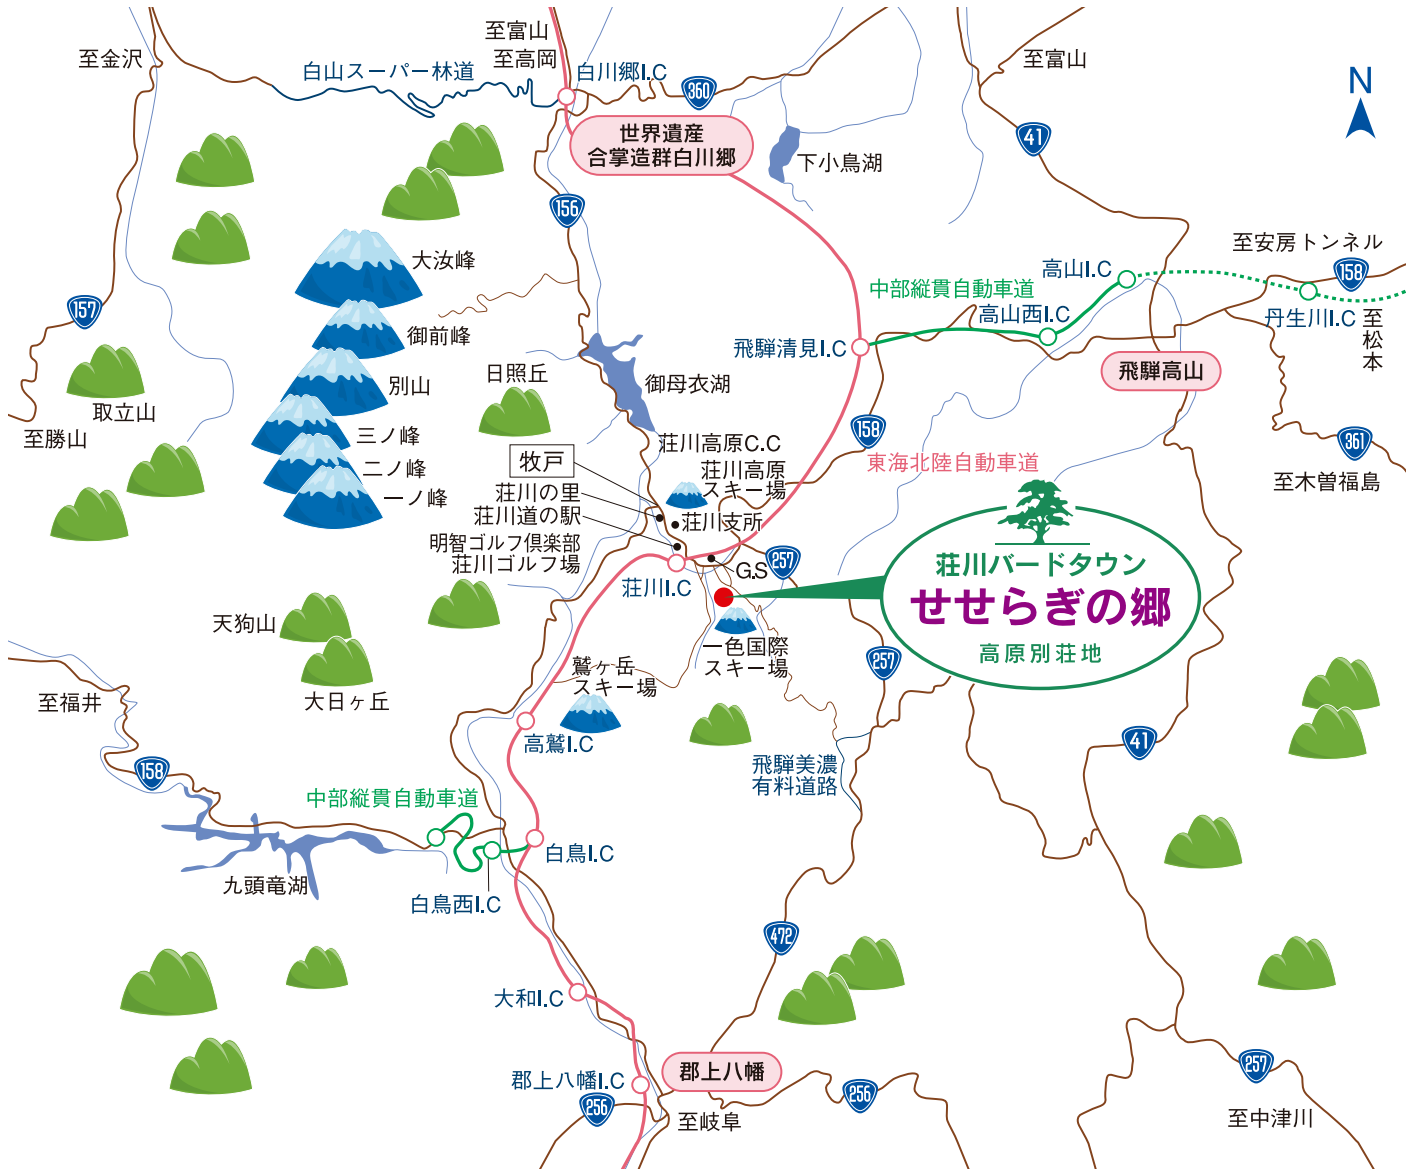 至富山
至高岡
至金沢
白山スーパー林道
白川郷I.C
360
至富山
N
41
世界遺産
合掌造群白川郷
下小鳥湖
156
大汝峰
至安房トンネル
158
高山I.C
中部縦貫自動車道
高山西I.C
丹生川I.C
至松本
157
御前峰
飛騨清見I.C
飛騨高山
日照丘
御母衣湖
別山
取立山
至勝山
三ノ峰
二ノ峰
一ノ峰
158
361
至木曽福島
東海北陸自動車道
荘川高原C.C
荘川高原
スキー場
牧戸
荘川の里
荘川道の駅
荘川支所
明智ゴルフ倶楽部
荘川ゴルフ場
荘川I.C
G.S
257
荘川バードタウン
せせらぎの郷
高原別荘地
一色国際
スキー場
天狗山
大日ヶ丘
鷲ヶ岳
スキー場
257
至福井
高鷲I.C
41
飛騨美濃
有料道路
158
中部縦貫自動車道
白鳥I.C
九頭竜湖
白鳥西I.C
472
大和I.C
郡上八幡I.C
郡上八幡
256
至岐阜
256
257
至中津川